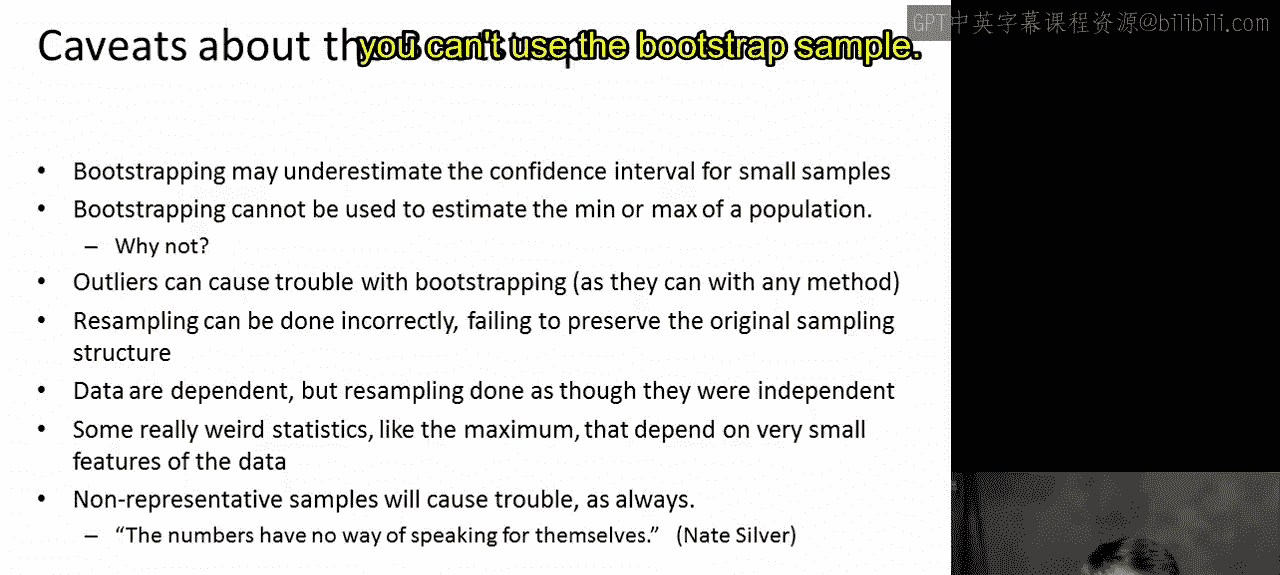 GPT中英字幕课程资源@bilibili.com
you can't use the bootstrap sample.
Caveats about the
• Bootstrapping may underestimate the confidence interval for small samples
• Bootstrapping cannot be used to estimate the min or max of a population.
– Why not?
• Outliers can cause trouble with bootstrapping (as they can with any method)
• Resampling can be done incorrectly, failing to preserve the original sampling
structure
• Data are dependent, but resampling done as though they were independent
• Some really weird statistics, like the maximum, that depend on very small
features of the data
• Non-representative samples will cause trouble, as always.
– “The numbers have no way of speaking for themselves.” (Nate Silver)